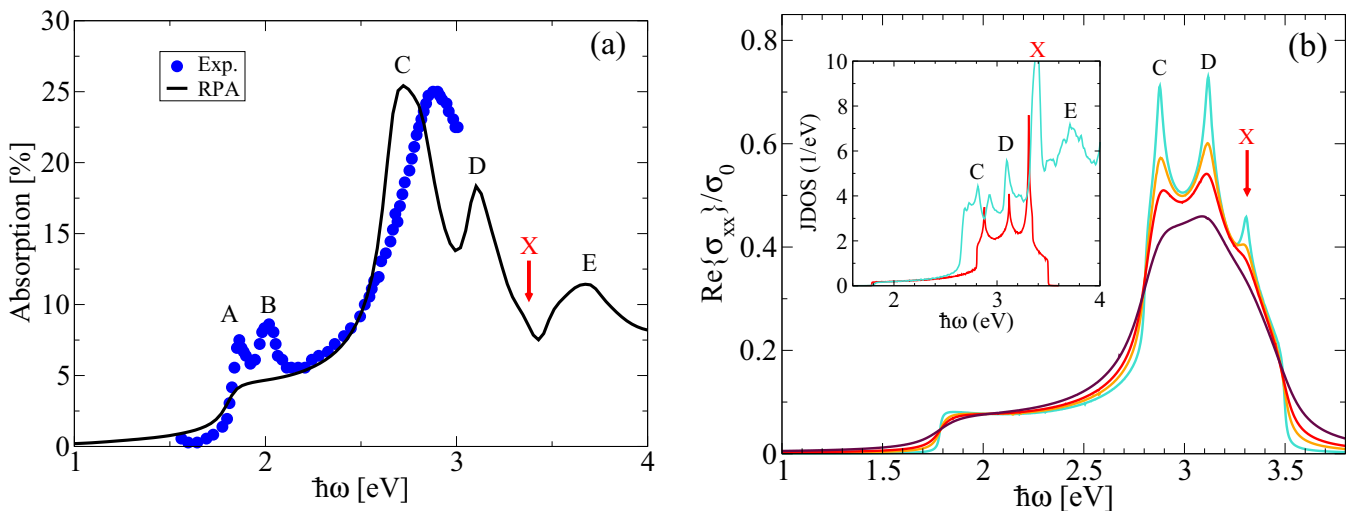 (a)
Exp.
RPA
30
25
20
15
10
5
0
Absorption [%]
A
B
C
D
X
E
1
2
3
4
ħω [eV]
(b)
0.8
0.6
0.4
0.2
0
Re{σxx}/σ0
C
D
X
1
1.5
2
2.5
3
3.5
ħω [eV]
X
10
8
6
4
2
0
JDOS (1/eV)
C
D
E
2
3
4
ħω (eV)